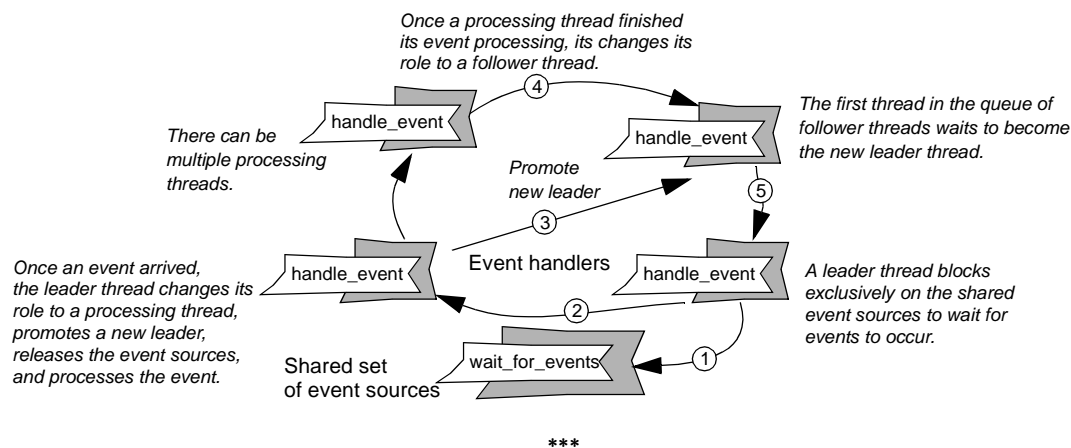 Once a processing thread finished
its event processing, its changes its
role to a follower thread.
4
handle_event
handle_event
The first thread in the queue of
follower threads waits to become
the new leader thread.
There can be
multiple processing
threads.
Promote
new leader
3
5
Once an event arrived,
the leader thread changes its
role to a processing thread,
promotes a new leader,
releases the event sources,
and processes the event.
handle_event
Event handlers
handle_event
A leader thread blocks
exclusively on the shared
event sources to wait for
events to occur.
2
Shared set
of event sources
wait_for_events
1
***